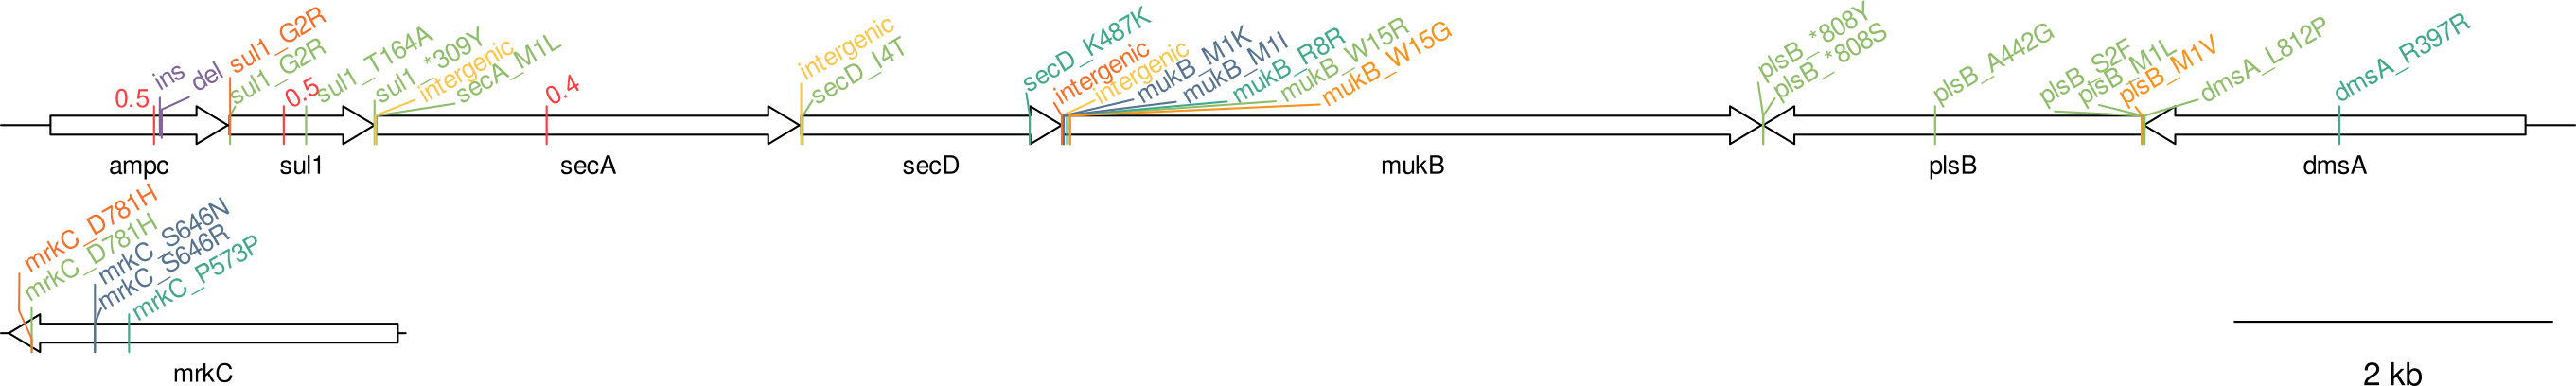 0.5
ins
del
sul1_G2R
sul1_G2R
0.5
sul1_T164A
sul1_*309Y
intergenic
secA_M1L
0.4
intergenic
secD_I4T
secD_K487K
intergenic
intergenic
mukB_M1K
mukB_M1I
mukB_R8R
mukB_W15R
mukB_W15G
plsB_*808Y
plsB_*808S
plsB_A442G
plsB_S2F
plsB_M1L
plsB_M1V
dmsA_L812P
dmsA_R397R
ampc
sul1
secA
secD
mukB
plsB
dmsA
mrkC_D781H
mrkC_D781H
mrkC_S646N
mrkC_S646R
mrkC_P573P
mrkC
2 kb